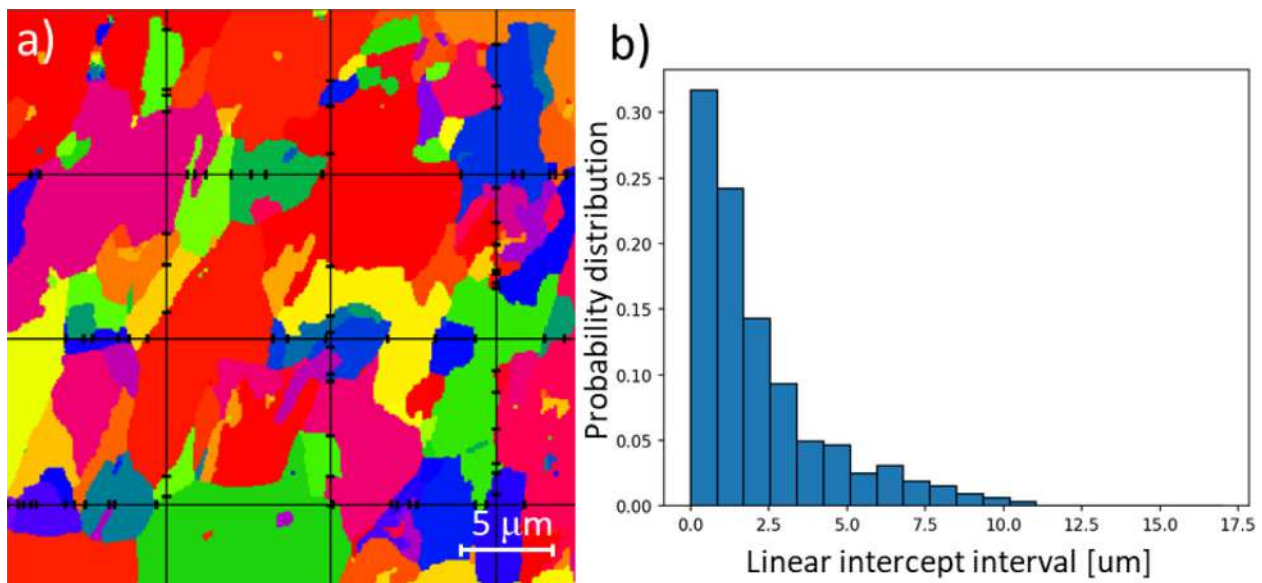 a)
5 μm
b)
Probability distribution
0.30
0.25
0.20
0.15
0.10
0.05
0.00
0.0 2.5 5.0 7.5 10.0 12.5 15.0 17.5
Linear intercept interval [um]